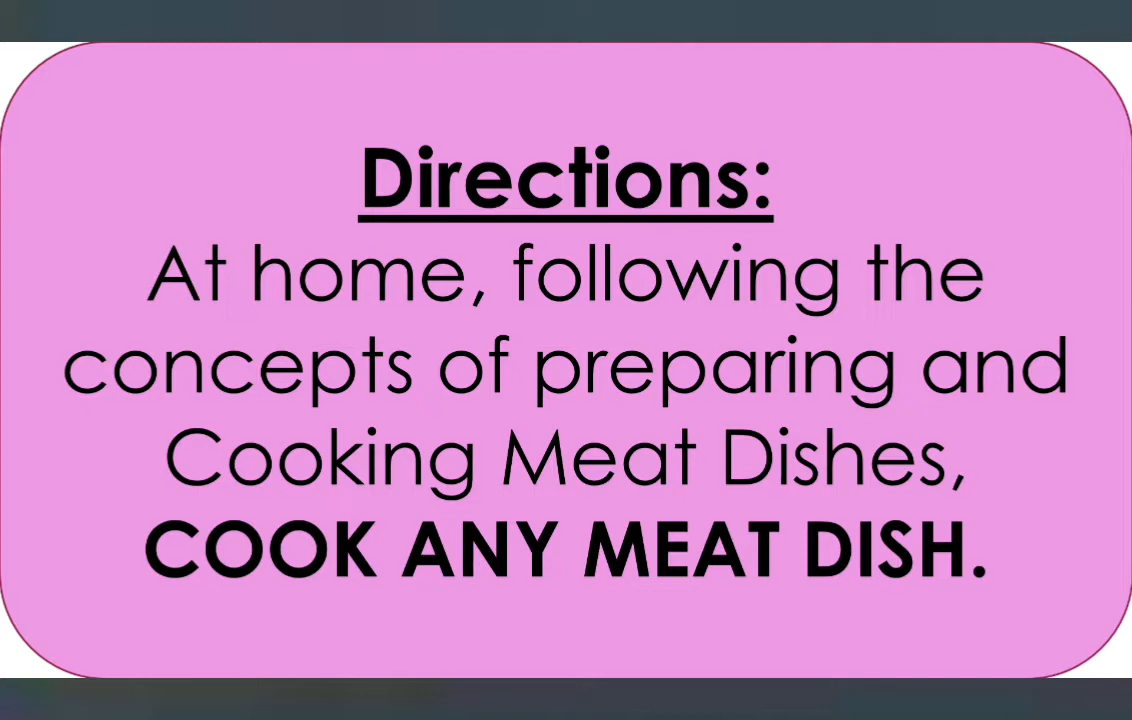 Directions:
At home, following the
concepts of preparing and
Cooking Meat Dishes,
COOK ANY MEAT DISH.